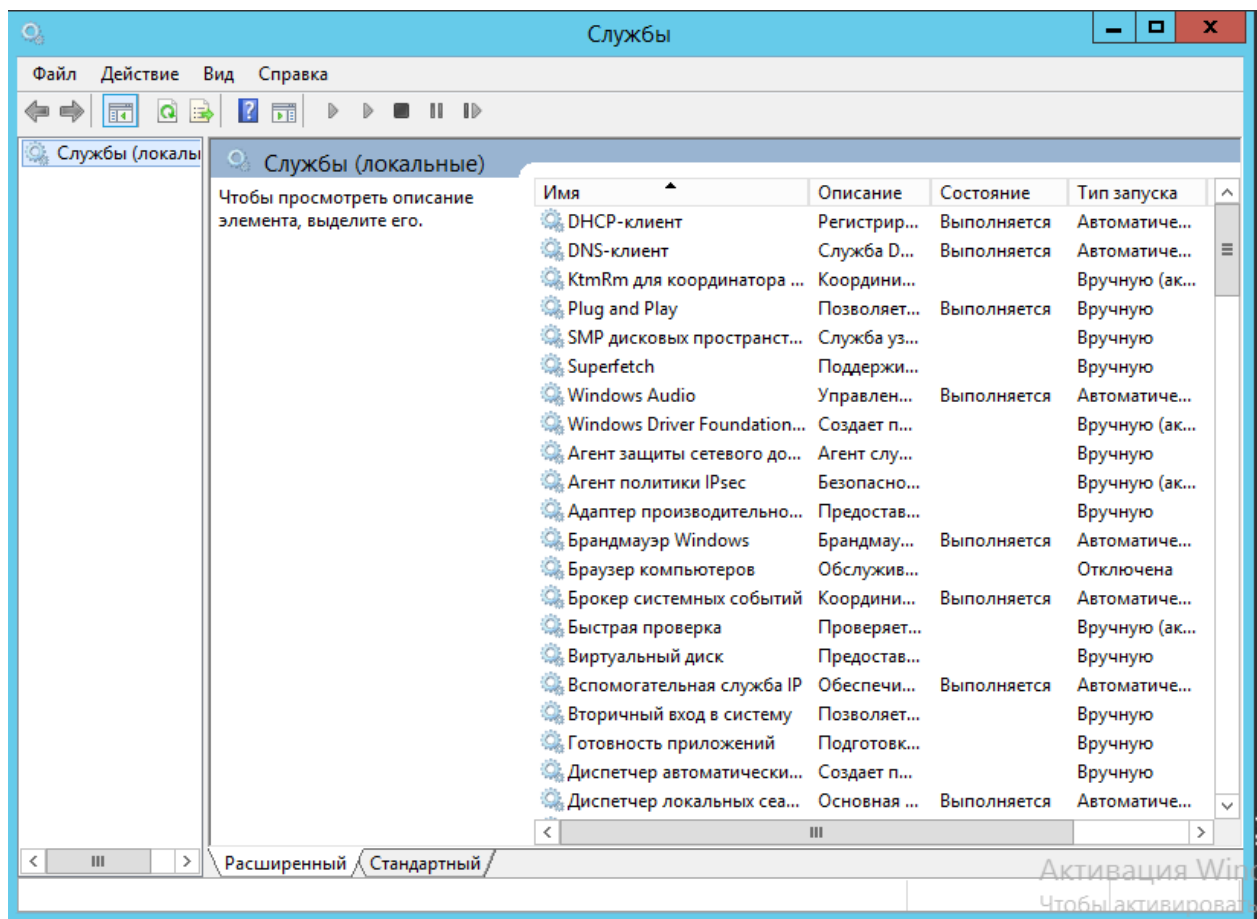 Службы
Файл Действие Вид Справка
Службы (локаль
Службы (локальные)
Чтобы просмотреть описание
элемента, выделите его.
Имя Описание Состояние Тип запуска
DHCP-клиент Регистрир... Выполняется Автоматиче...
DNS-клиент Служба D... Выполняется Автоматиче...
KtmRm для координатора ... Координи... Вручную (ак...
Plug and Play Позволяет... Выполняется Вручную
SMP дисковых пространст... Служба уз... Вручную
Superfetch Поддержи... Вручную
Windows Audio Управлен... Выполняется Автоматиче...
Windows Driver Foundation... Создает п... Вручную (ак...
Агент защиты сетевого до... Агент слу... Вручную
Агент политики IPsec Безопасно... Вручную (ак...
Адаптер производительно... Предостав... Вручную
Брандмауэр Windows Брандмау... Выполняется Автоматиче...
Браузер компьютеров Обслужив... Отключена
Брокер системных событий Координи... Выполняется Автоматиче...
Быстрая проверка Проверяет... Вручную (ак...
Виртуальный диск Предостав... Вручную
Вспомогательная служба IP Обеспечи... Выполняется Автоматиче...
Вторичный вход в систему Позволяет... Вручную
Готовность приложений Подготовк... Вручную
Диспетчер автоматически... Создает п... Вручную
Диспетчер локальных сеа... Основная ... Выполняется Автоматиче...
Расширенный Стандартный
Активация Win
Чтобы активироват